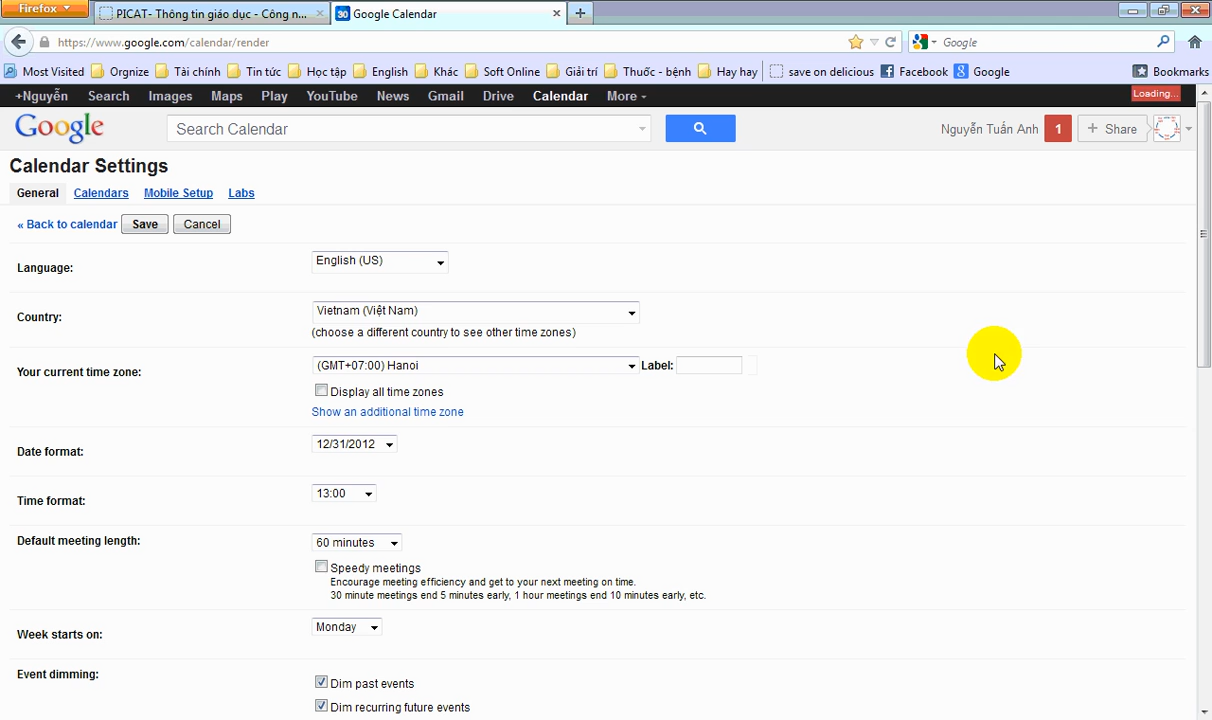 Firefox
PICAT- Thông tin giáo dục - Công n...
30 Google Calendar
https://www.google.com/calendar/render
Google
Most Visited Orgnize Tài chính Tin tức Học tập English Khác Soft Online Giải trí Thuốc - bệnh Hay hay save on delicious Facebook Google Bookmarks
+Nguyễn Search Images Maps Play YouTube News Gmail Drive Calendar More
Loading...
Google
Search Calendar
Nguyễn Tuấn Anh 1 + Share
Calendar Settings
General Calendars Mobile Setup Labs
« Back to calendar Save Cancel
Language: English (US)
Country: Vietnam (Việt Nam)
(choose a different country to see other time zones)
Your current time zone: (GMT+07:00) Hanoi Label:
Display all time zones
Show an additional time zone
Date format: 12/31/2012
Time format: 13:00
Default meeting length: 60 minutes
Speedy meetings
Encourage meeting efficiency and get to your next meeting on time.
30 minute meetings end 5 minutes early, 1 hour meetings end 10 minutes early, etc.
Week starts on: Monday
Event dimming:
Dim past events
Dim recurring future events